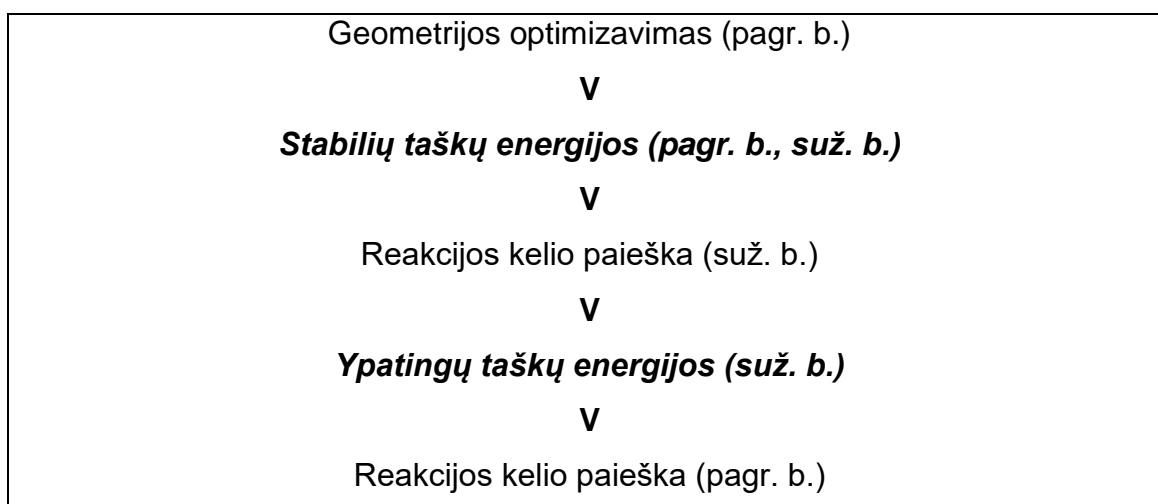 Geometrijos optimizavimas (pagr. b.)
V
Stabilių taškų energijos (pagr. b., suž. b.)
V
Reakcijos kelio paieška (suž. b.)
V
Ypatingų taškų energijos (suž. b.)
V
Reakcijos kelio paieška (pagr. b.)